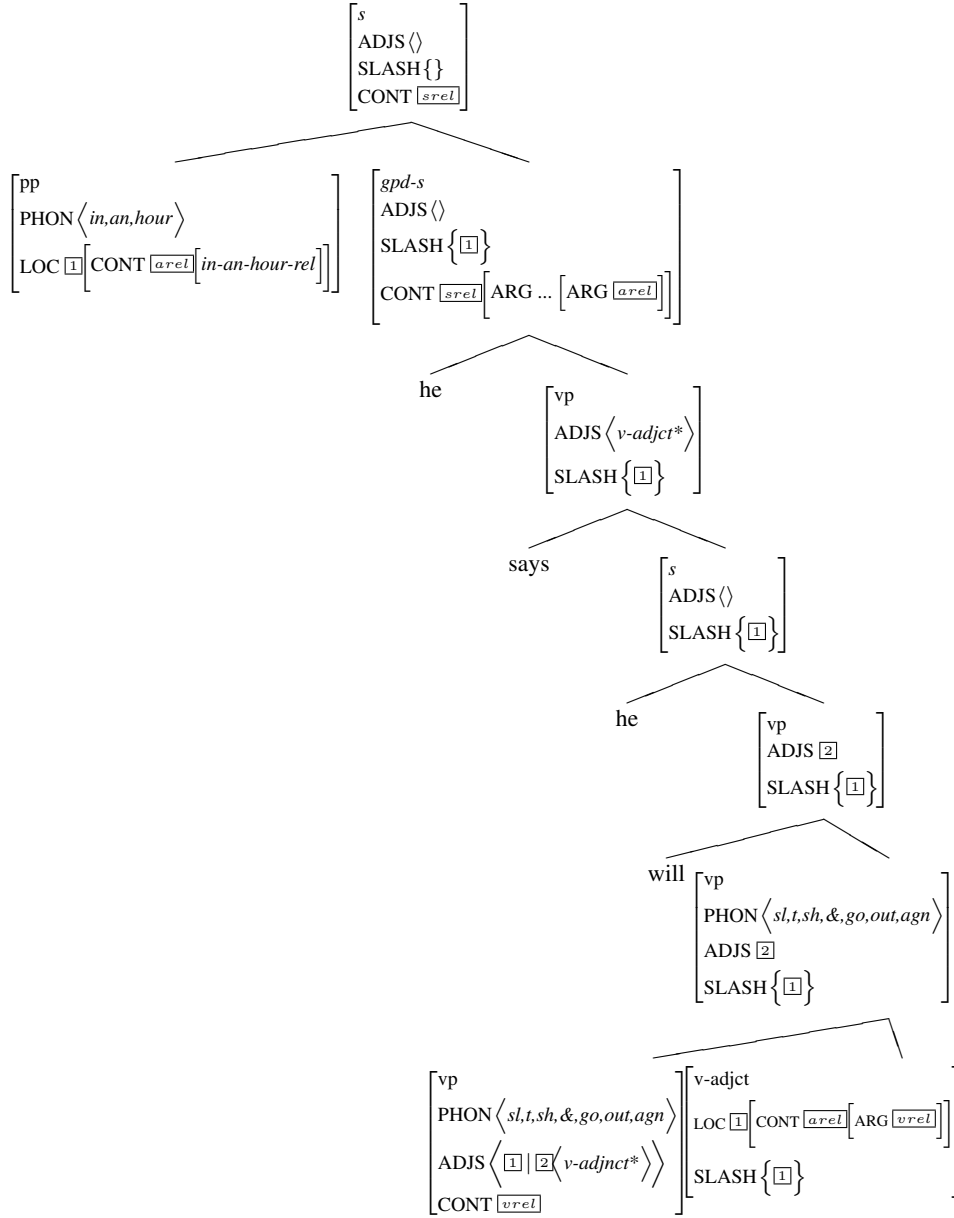 s
ADJS ⟨⟩
SLASH {}
CONT srel
pp
PHON ⟨in,an,hour⟩
LOC 1[CONT arel[in-an-hour-rel]]
gpd-s
ADJS ⟨⟩
SLASH {1}
CONT srel[ARG ... [ARG arel]]
he
vp
ADJS ⟨v-adjct*⟩
SLASH {1}
says
s
ADJS ⟨⟩
SLASH {1}
he
vp
ADJS 2
SLASH {1}
will
vp
PHON ⟨sl,t,sh,&,go,out,agn⟩
ADJS 2
SLASH {1}
vp
PHON ⟨sl,t,sh,&,go,out,agn⟩
ADJS ⟨1 | 2⟨v-adjnct*⟩⟩
CONT vrel
v-adjct
LOC 1[CONT arel[ARG vrel]]
SLASH {1}